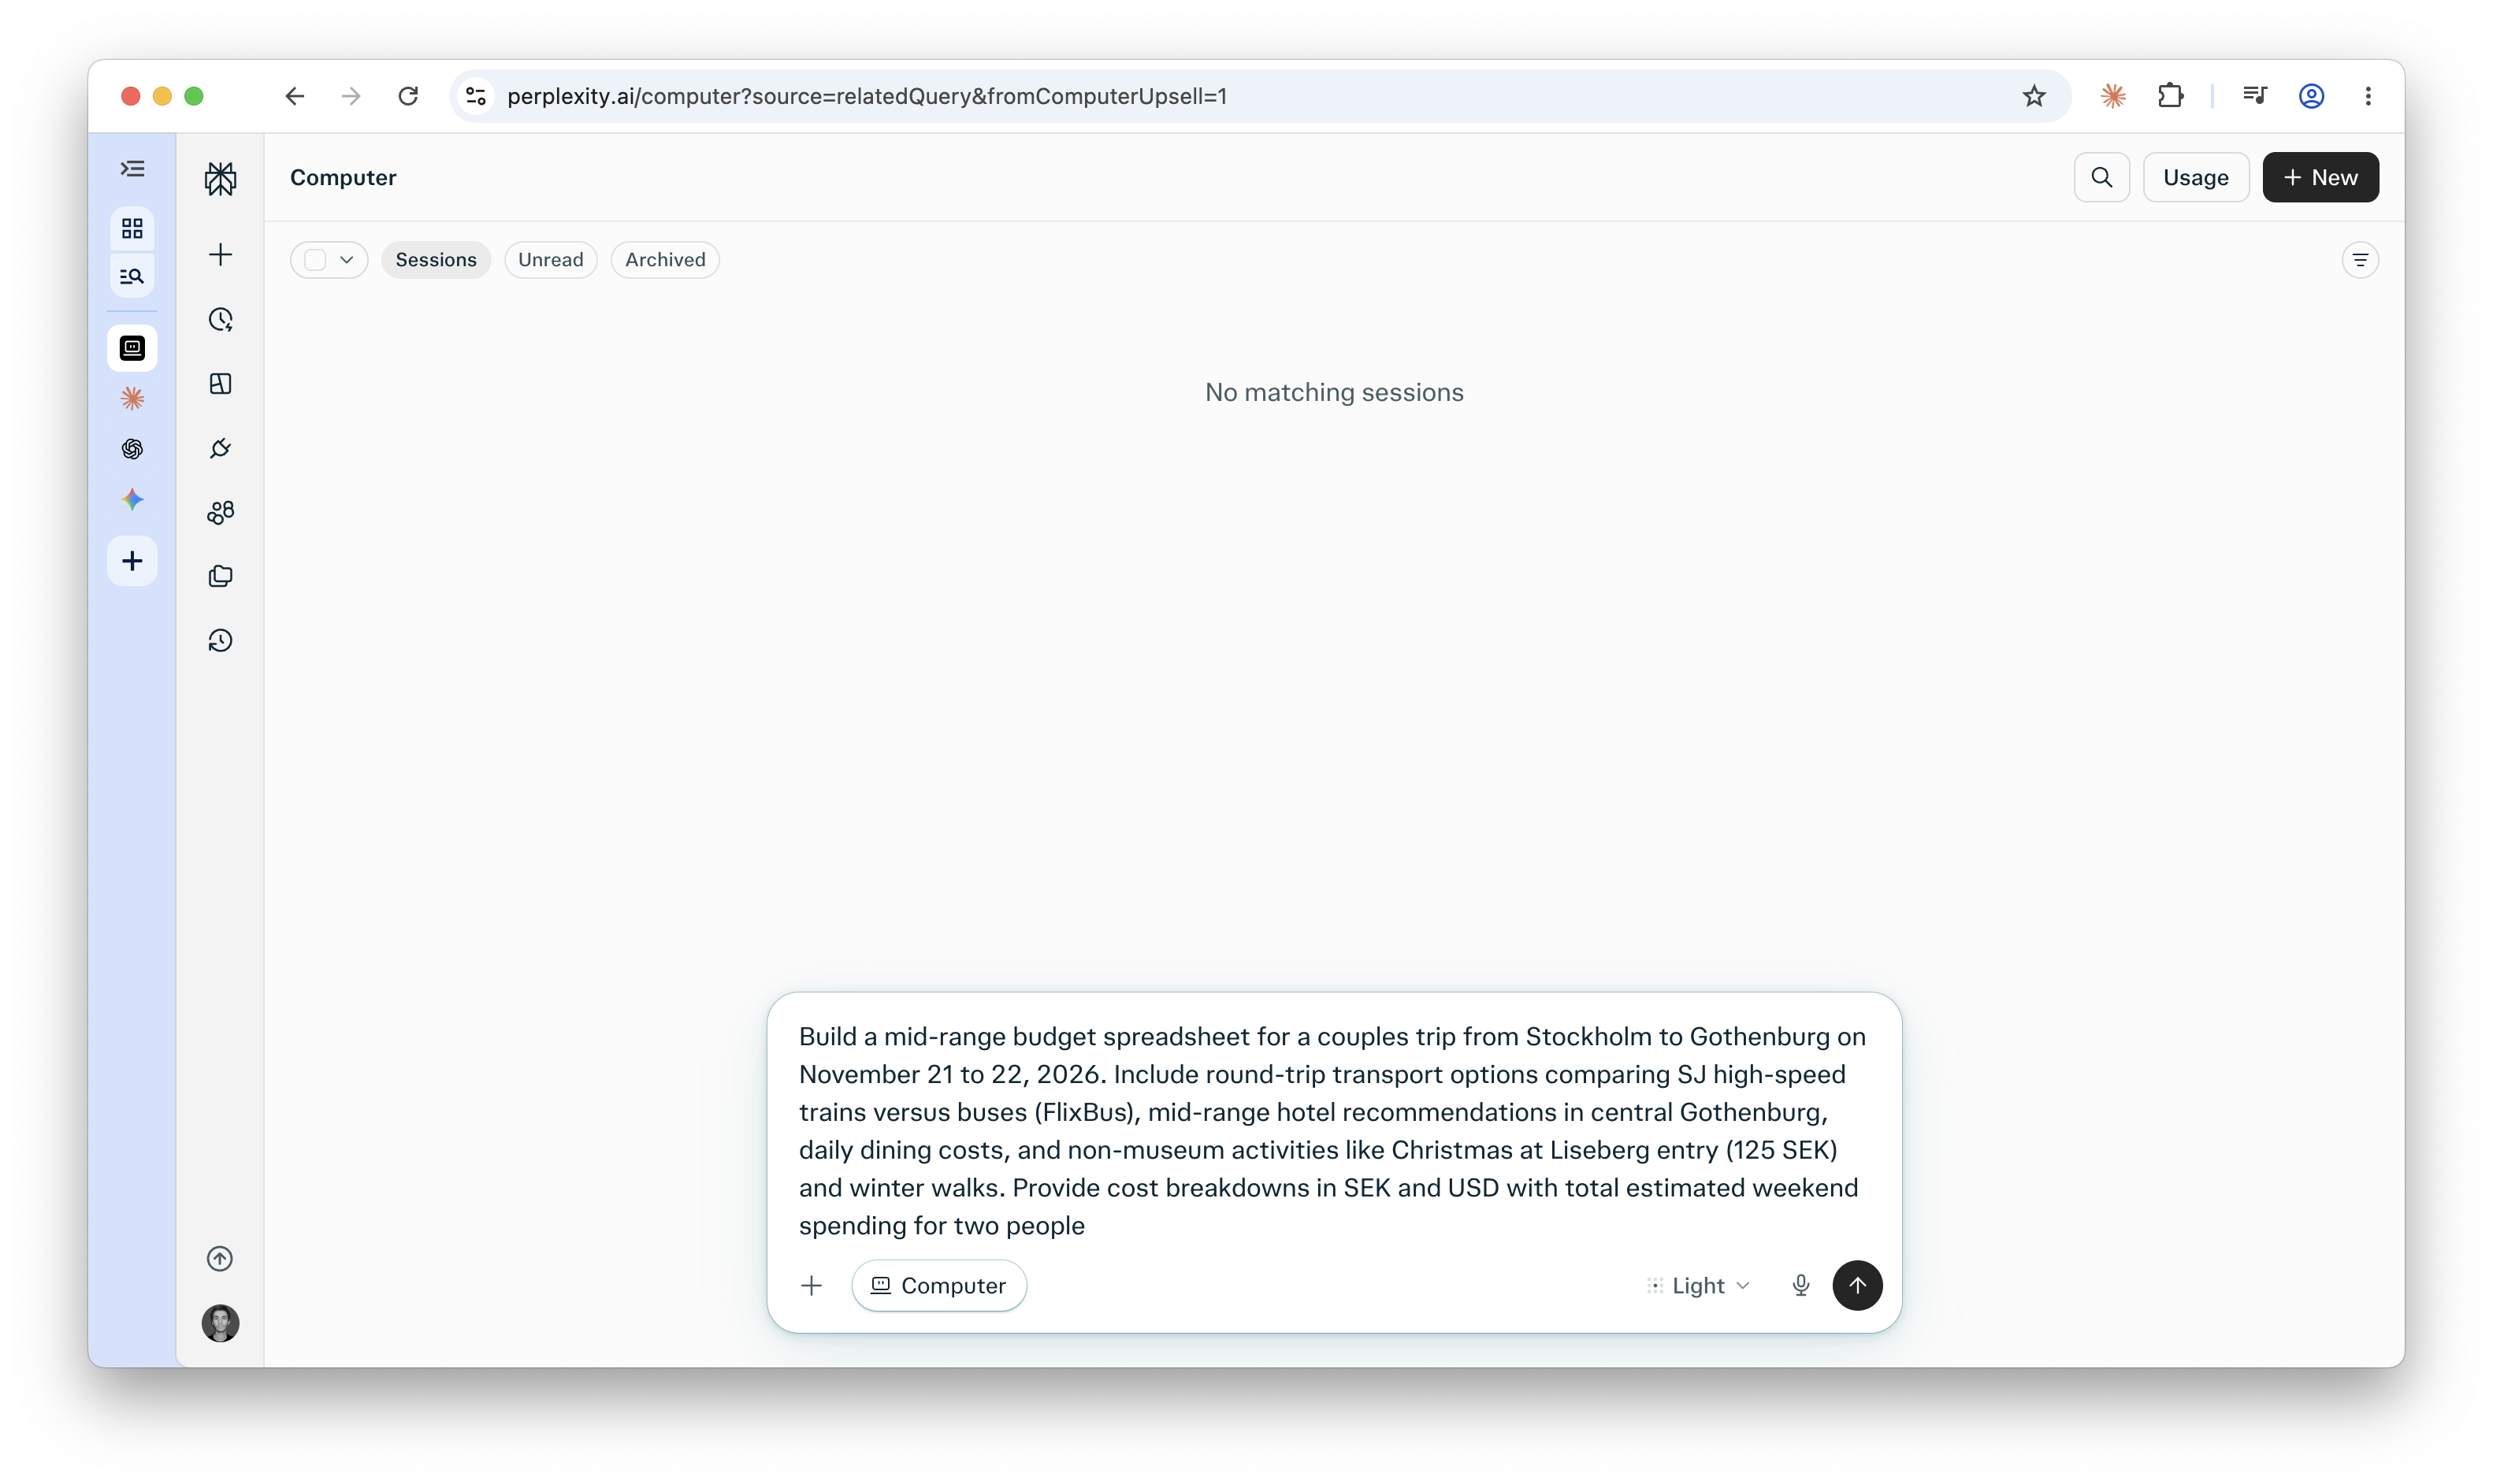 perplexity.ai/computer?source=relatedQuery&fromComputerUpsell=1
Computer
Usage
New
Sessions
Unread
Archived
No matching sessions
Build a mid-range budget spreadsheet for a couples trip from Stockholm to Gothenburg on
November 21 to 22, 2026. Include round-trip transport options comparing SJ high-speed
trains versus buses (FlixBus), mid-range hotel recommendations in central Gothenburg,
daily dining costs, and non-museum activities like Christmas at Liseberg entry (125 SEK)
and winter walks. Provide cost breakdowns in SEK and USD with total estimated weekend
spending for two people
Computer
Light